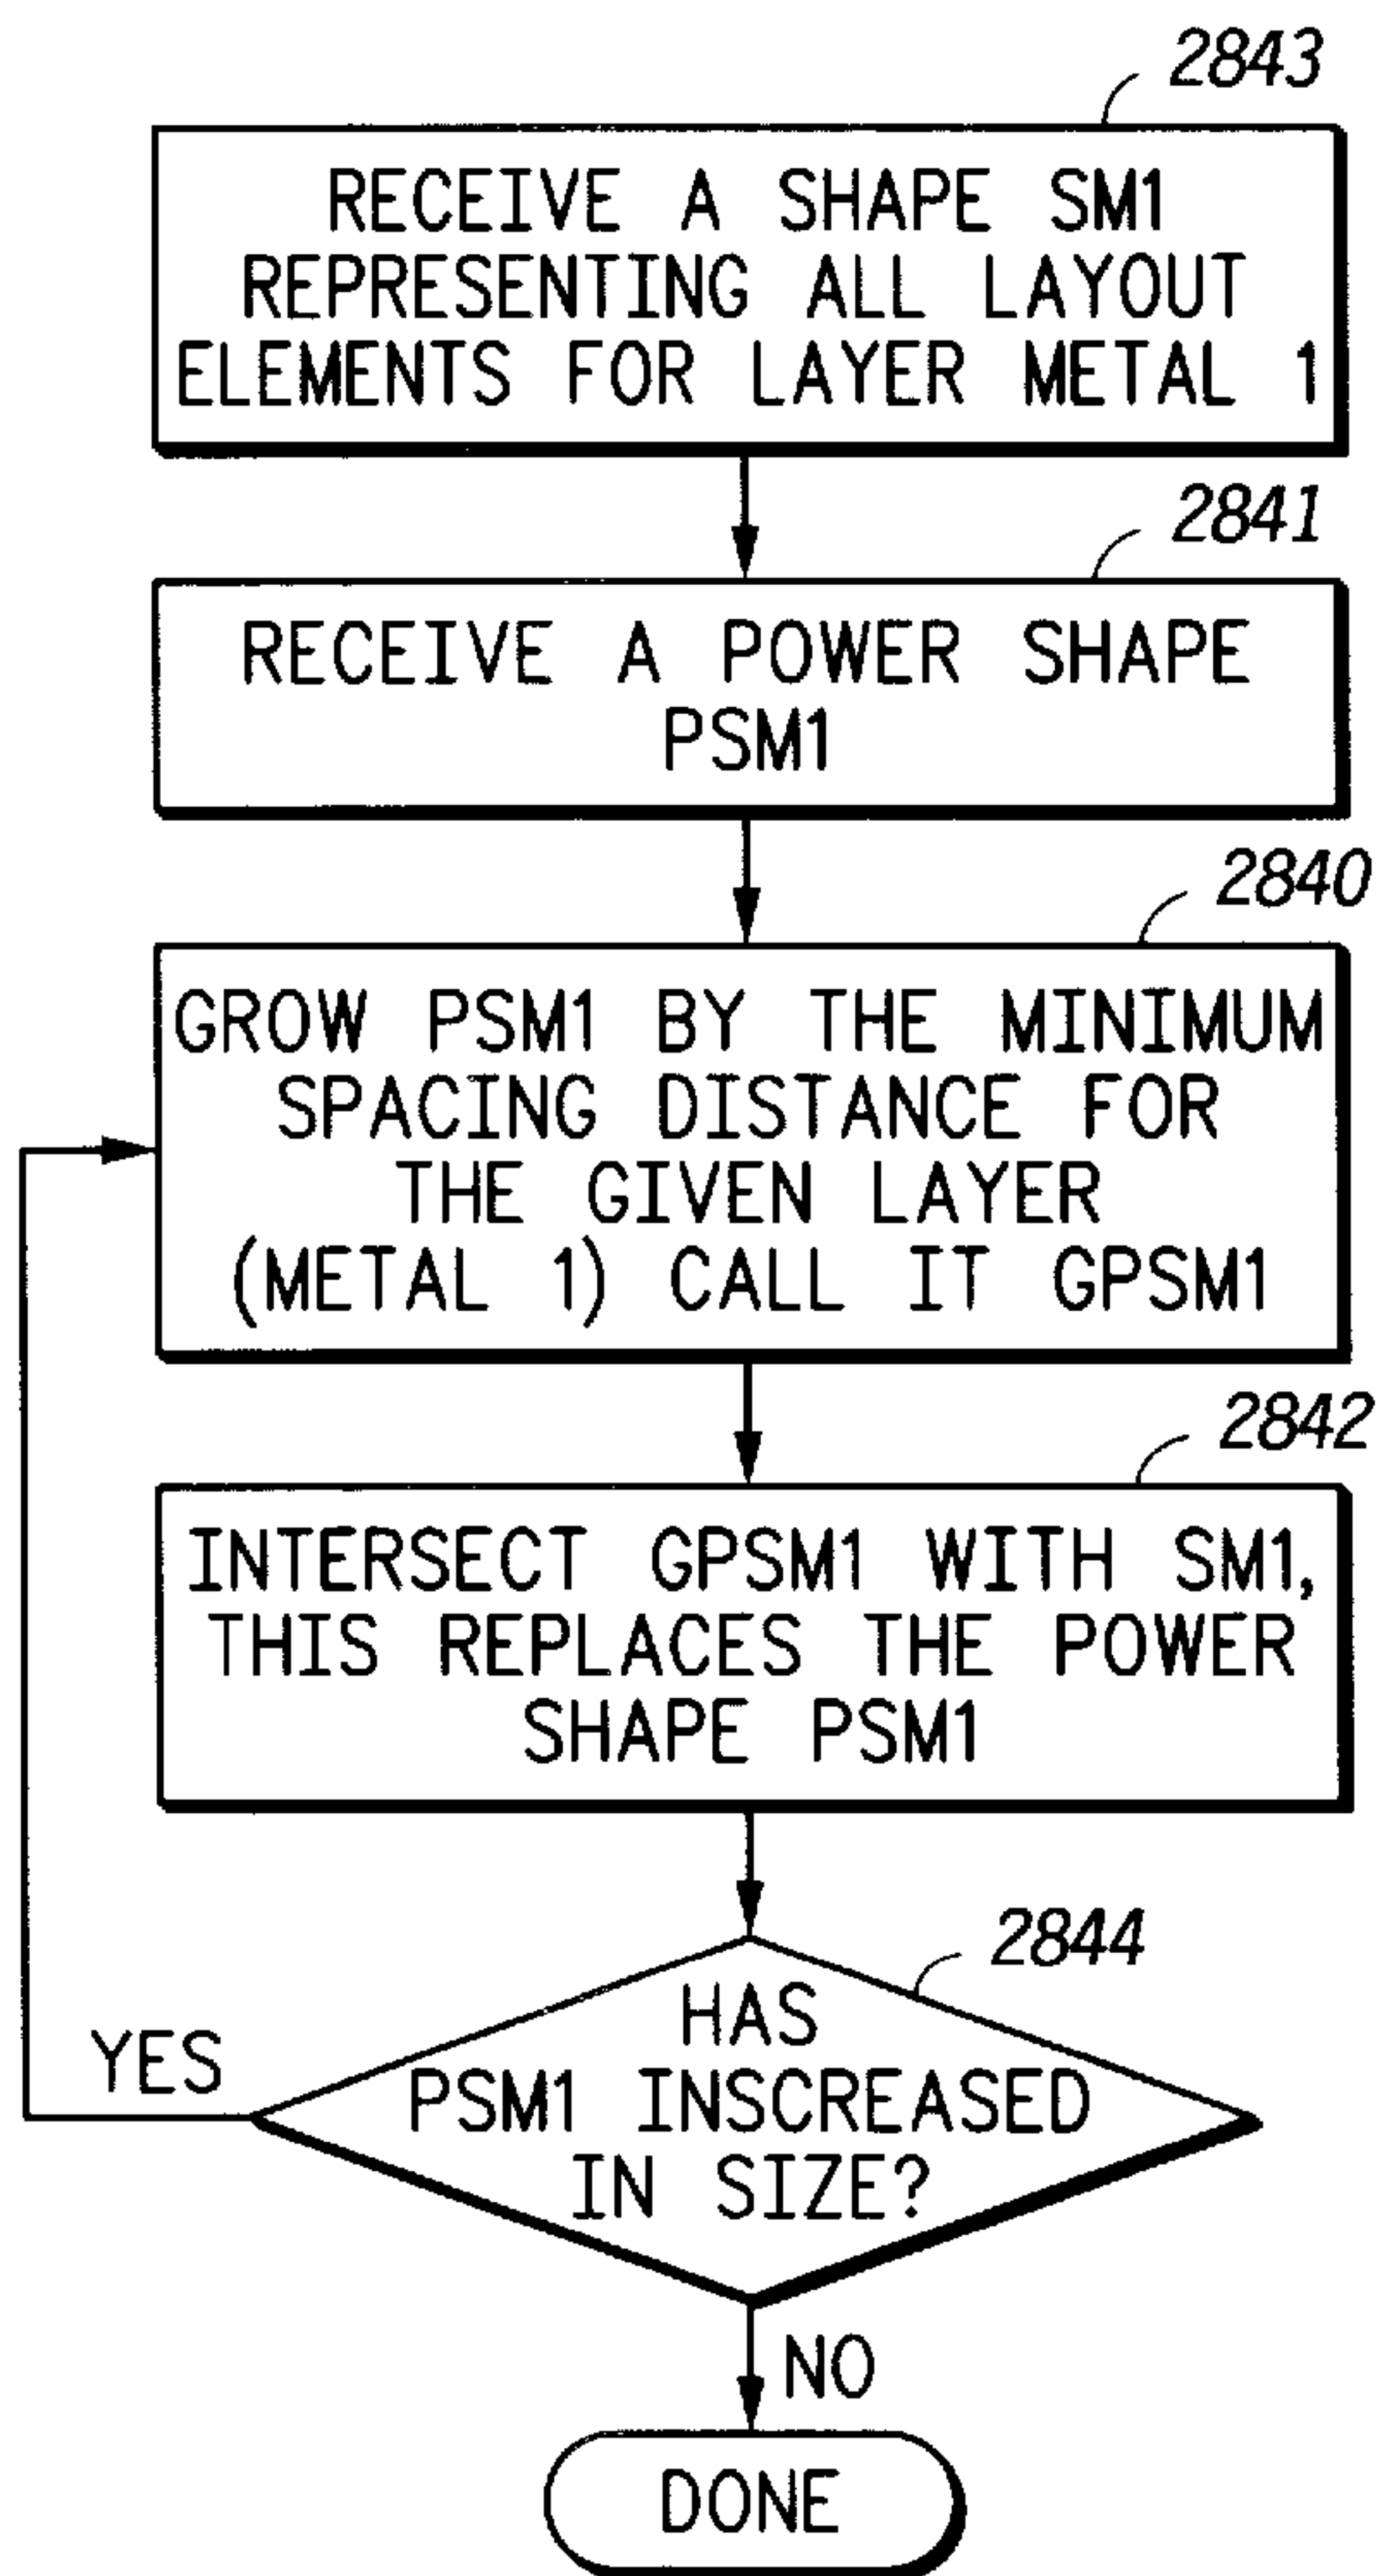 2843
RECEIVE A SHAPE SM1
REPRESENTING ALL LAYOUT
ELEMENTS FOR LAYER METAL 1
2841
RECEIVE A POWER SHAPE
PSM1
2840
GROW PSM1 BY THE MINIMUM
SPACING DISTANCE FOR
THE GIVEN LAYER
(METAL 1) CALL IT GPSM1
2842
INTERSECT GPSM1 WITH SM1,
THIS REPLACES THE POWER
SHAPE PSM1
2844
HAS
PSM1 INSCREASED
IN SIZE?
YES
NO
DONE